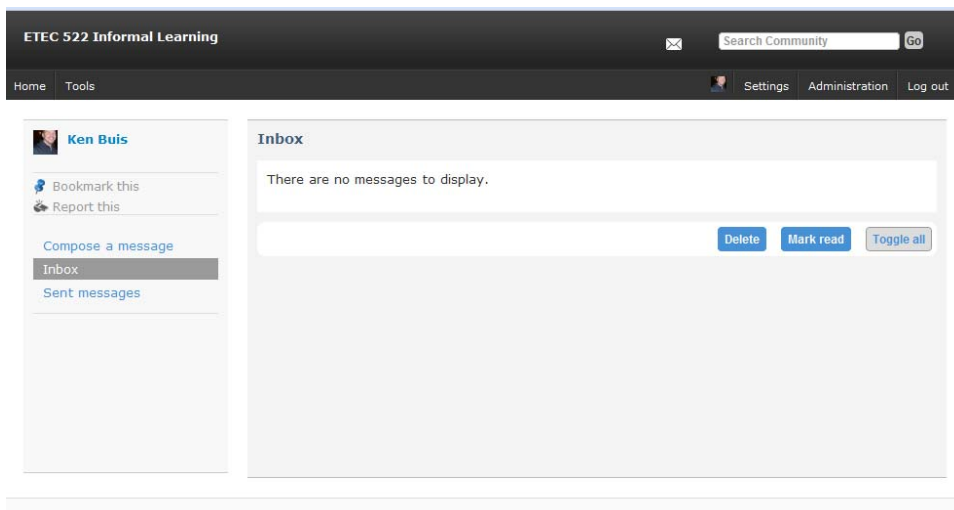 ETEC 522 Informal Learning
Search Community Go
Home Tools Settings Administration Log out
Ken Buis
Bookmark this
Report this
Compose a message
Inbox
Sent messages
Inbox
There are no messages to display.
Delete Mark read Toggle all